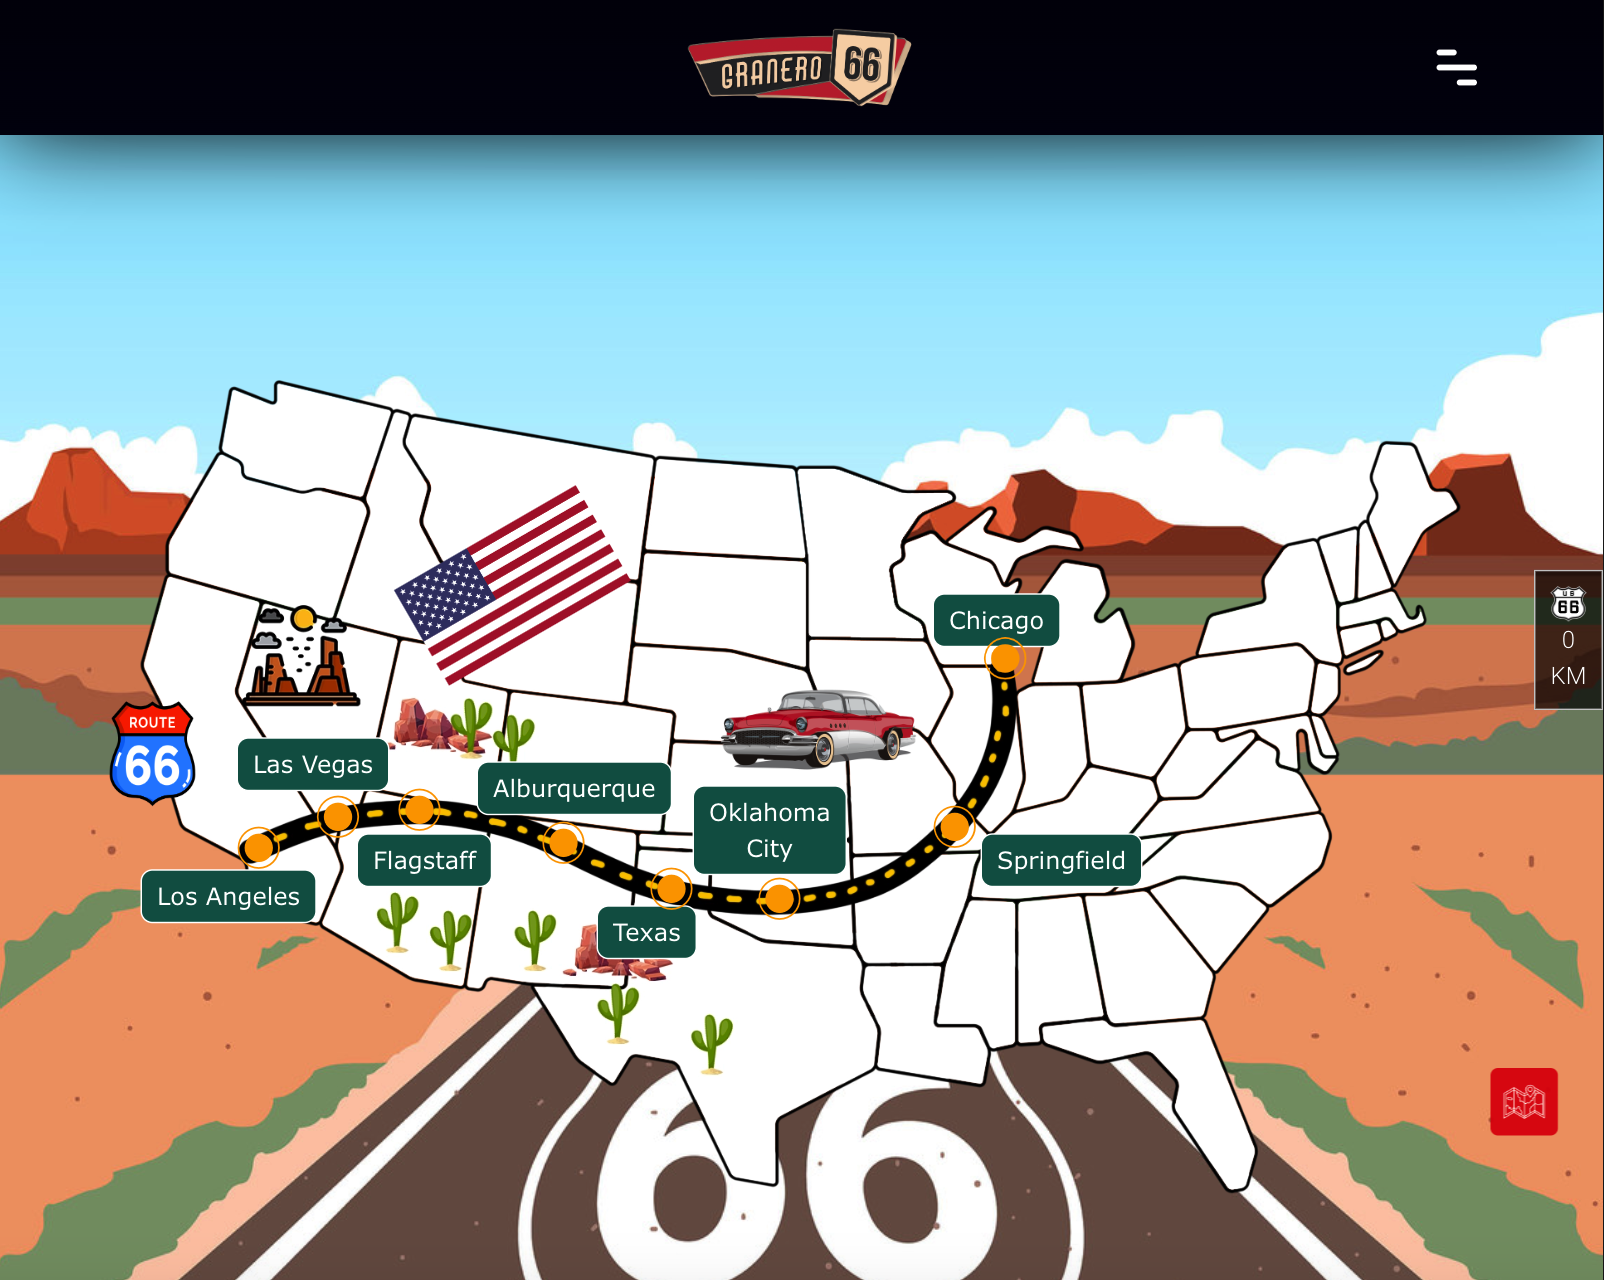 GRANERO 66
Chicago
US
66
0
KM
ROUTE
66
Las Vegas
Alburquerque
Oklahoma
City
Flagstaff
Springfield
Los Angeles
Texas
66